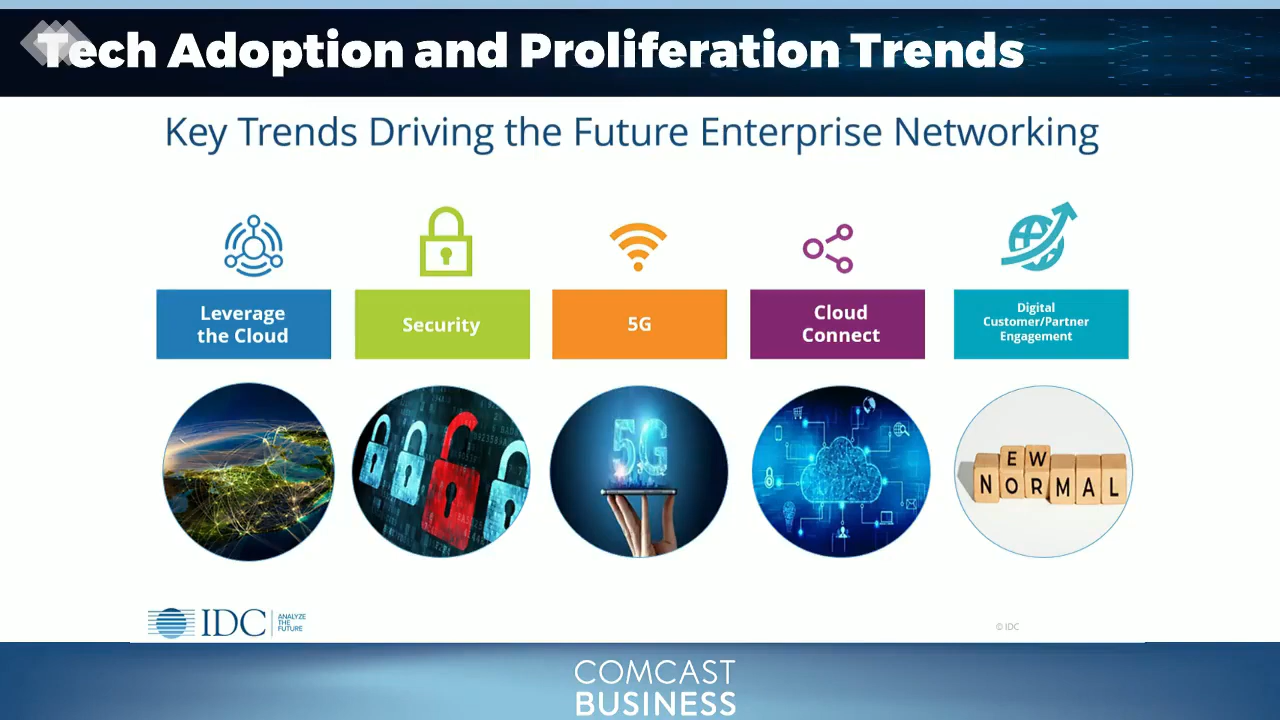 Tech Adoption and Proliferation Trends
Key Trends Driving the Future Enterprise Networking
Leverage
the Cloud
Security
5G
Cloud
Connect
Digital
Customer/Partner
Engagement
5G
EW
NORMAL
IDC
ANALYZE
THE
FUTURE
© IDC
COMCAST
BUSINESS